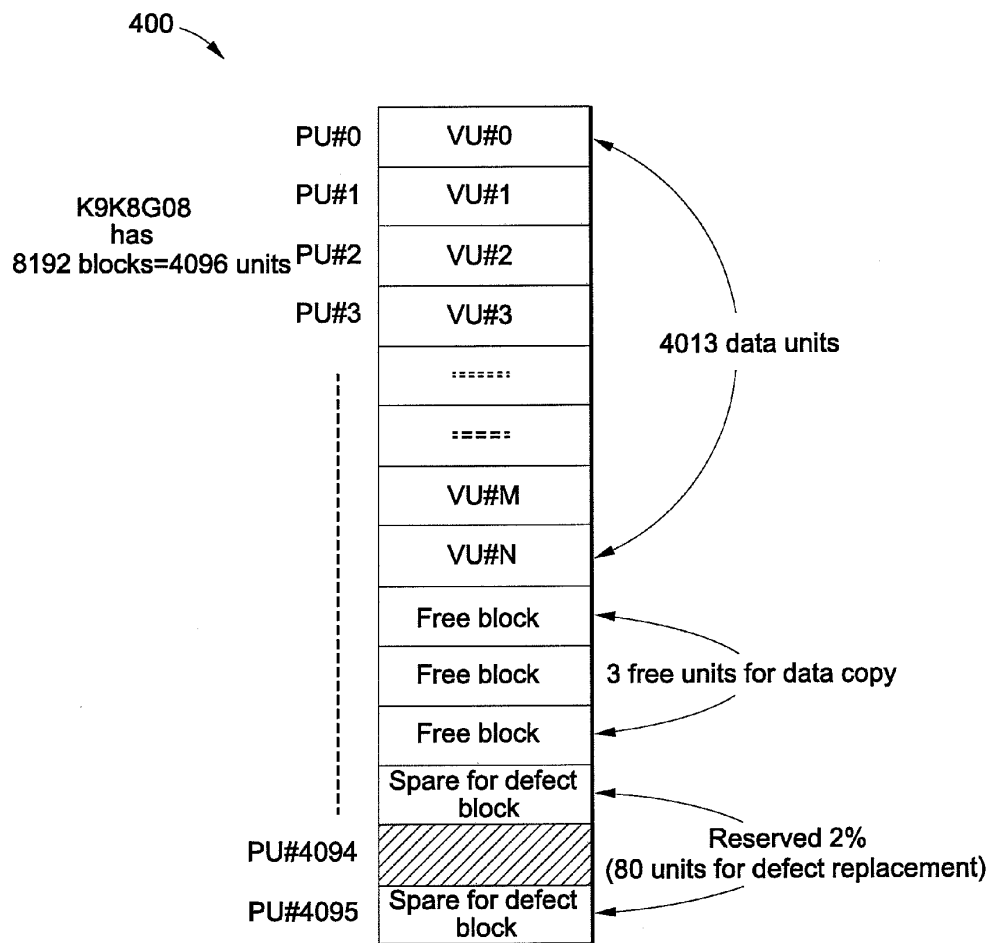 400
PU#0 VU#0
PU#1 VU#1
K9K8G08
has
8192 blocks=4096 units
PU#2 VU#2
PU#3 VU#3
4013 data units
======
=====
VU#M
VU#N
Free block
Free block
3 free units for data copy
Free block
Spare for defect
block
PU#4094
Reserved 2%
(80 units for defect replacement)
PU#4095
Spare for defect
block